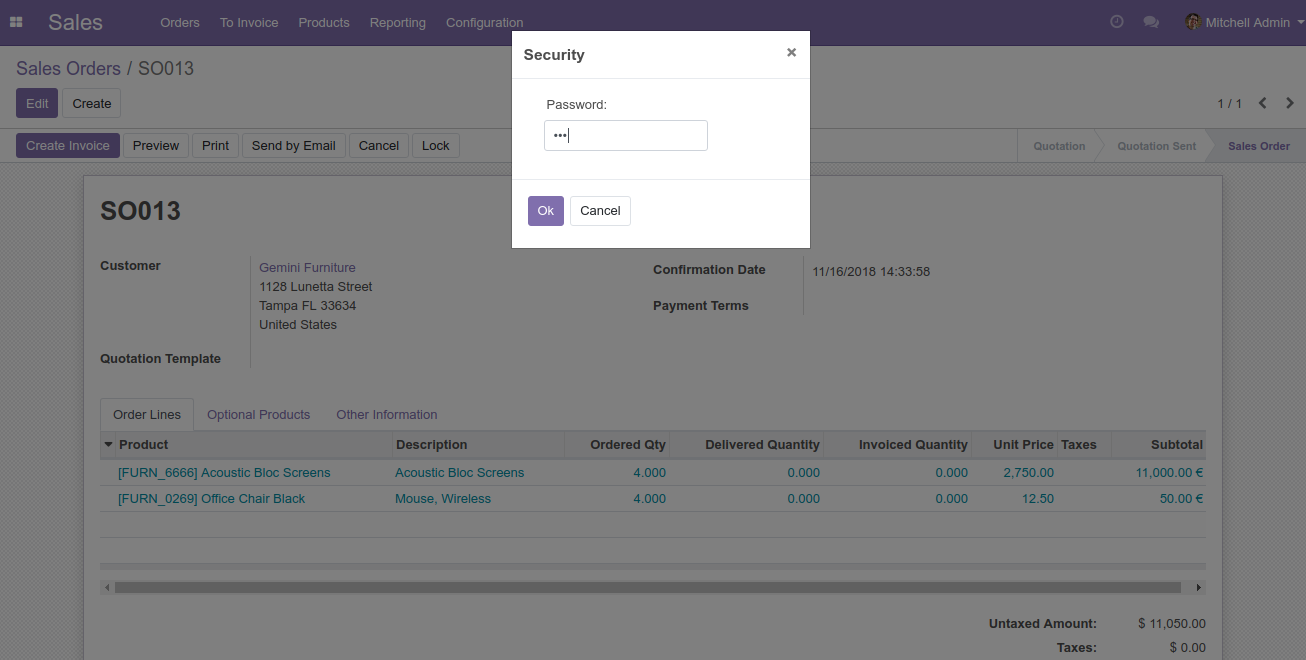 Sales Orders To Invoice Products Reporting Configuration Mitchell Admin
Security ×
Sales Orders / SO013
Edit Create
Password:
•••
1 / 1
Create Invoice Preview Print Send by Email Cancel Lock
Quotation Quotation Sent Sales Order
Ok Cancel
SO013
Customer Gemini Furniture
1128 Lunetta Street
Tampa FL 33634
United States
Confirmation Date 11/16/2018 14:33:58
Payment Terms
Quotation Template
Order Lines Optional Products Other Information
Product Description Ordered Qty Delivered Quantity Invoiced Quantity Unit Price Taxes Subtotal
[FURN_6666] Acoustic Bloc Screens Acoustic Bloc Screens 4.000 0.000 0.000 2,750.00 11,000.00 €
[FURN_0269] Office Chair Black Mouse, Wireless 4.000 0.000 0.000 12.50 50.00 €
Untaxed Amount: $ 11,050.00
Taxes: $ 0.00